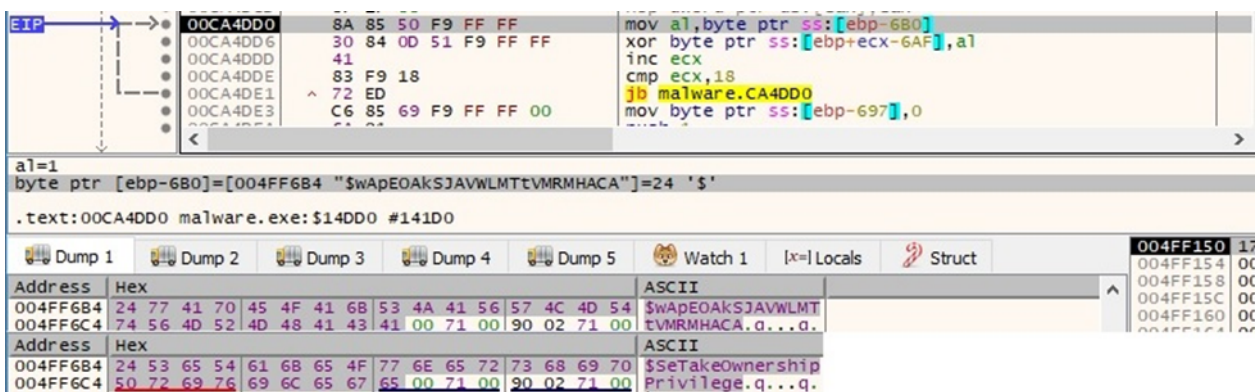 EIP
00CA4DD0 8A 85 50 F9 FF FF mov al,byte ptr ss:[ebp-6B0]
00CA4DD6 30 84 0D 51 F9 FF FF xor byte ptr ss:[ebp+ecx-6AF],al
00CA4DDD 41 inc ecx
00CA4DDE 83 F9 18 cmp ecx,18
00CA4DE1 ^ 72 ED jb malware.CA4DD0
00CA4DE3 C6 85 69 F9 FF FF 00 mov byte ptr ss:[ebp-697],0
al=1
byte ptr [ebp-6B0]=[004FF6B4 "$wApEOAkSJAVWLMTtVMRMHACA"]=24 '$'
.text:00CA4DD0 malware.exe:$14DD0 #141D0
Dump 1 Dump 2 Dump 3 Dump 4 Dump 5 Watch 1 [x=] Locals Struct
004FF150 17
004FF154 00
004FF158 00
004FF15C 00
004FF160 00
Address Hex ASCII
004FF6B4 24 77 41 70 45 4F 41 6B 53 4A 41 56 57 4C 4D 54 $wApEOAkSJAVWLMT
004FF6C4 74 56 4D 52 4D 48 41 43 41 00 71 00 90 02 71 00 tVMRMHACA.q...q.
Address Hex ASCII
004FF6B4 24 53 65 54 61 6B 65 4F 77 6E 65 72 73 68 69 70 $SeTakeOwnership
004FF6C4 50 72 69 76 69 6C 65 67 65 00 71 00 90 02 71 00 Privilege.q...q.